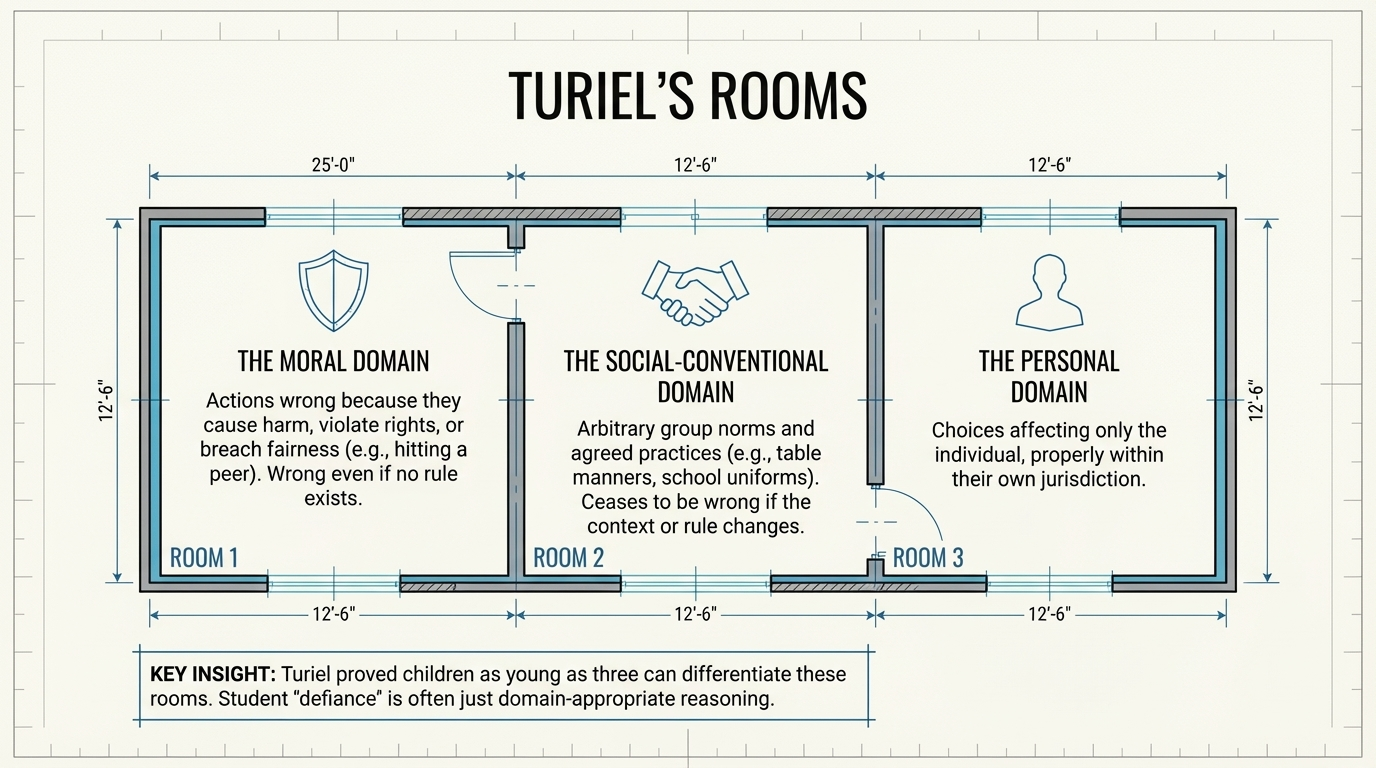 TURIEL'S ROOMS
25'-0"
12'-6"
12'-6"
12'-6"
12'-6"
THE MORAL DOMAIN
Actions wrong because they
cause harm, violate rights, or
breach fairness (e.g., hitting a
peer). Wrong even if no rule
exists.
ROOM 1
THE SOCIAL-CONVENTIONAL
DOMAIN
Arbitrary group norms and
agreed practices (e.g., table
manners, school uniforms).
Ceases to be wrong if the
context or rule changes.
ROOM 2
THE PERSONAL
DOMAIN
Choices affecting only the
individual, properly within
their own jurisdiction.
ROOM 3
12'-6"
12'-6"
12'-6"
KEY INSIGHT: Turiel proved children as young as three can differentiate these
rooms. Student "defiance" is often just domain-appropriate reasoning.